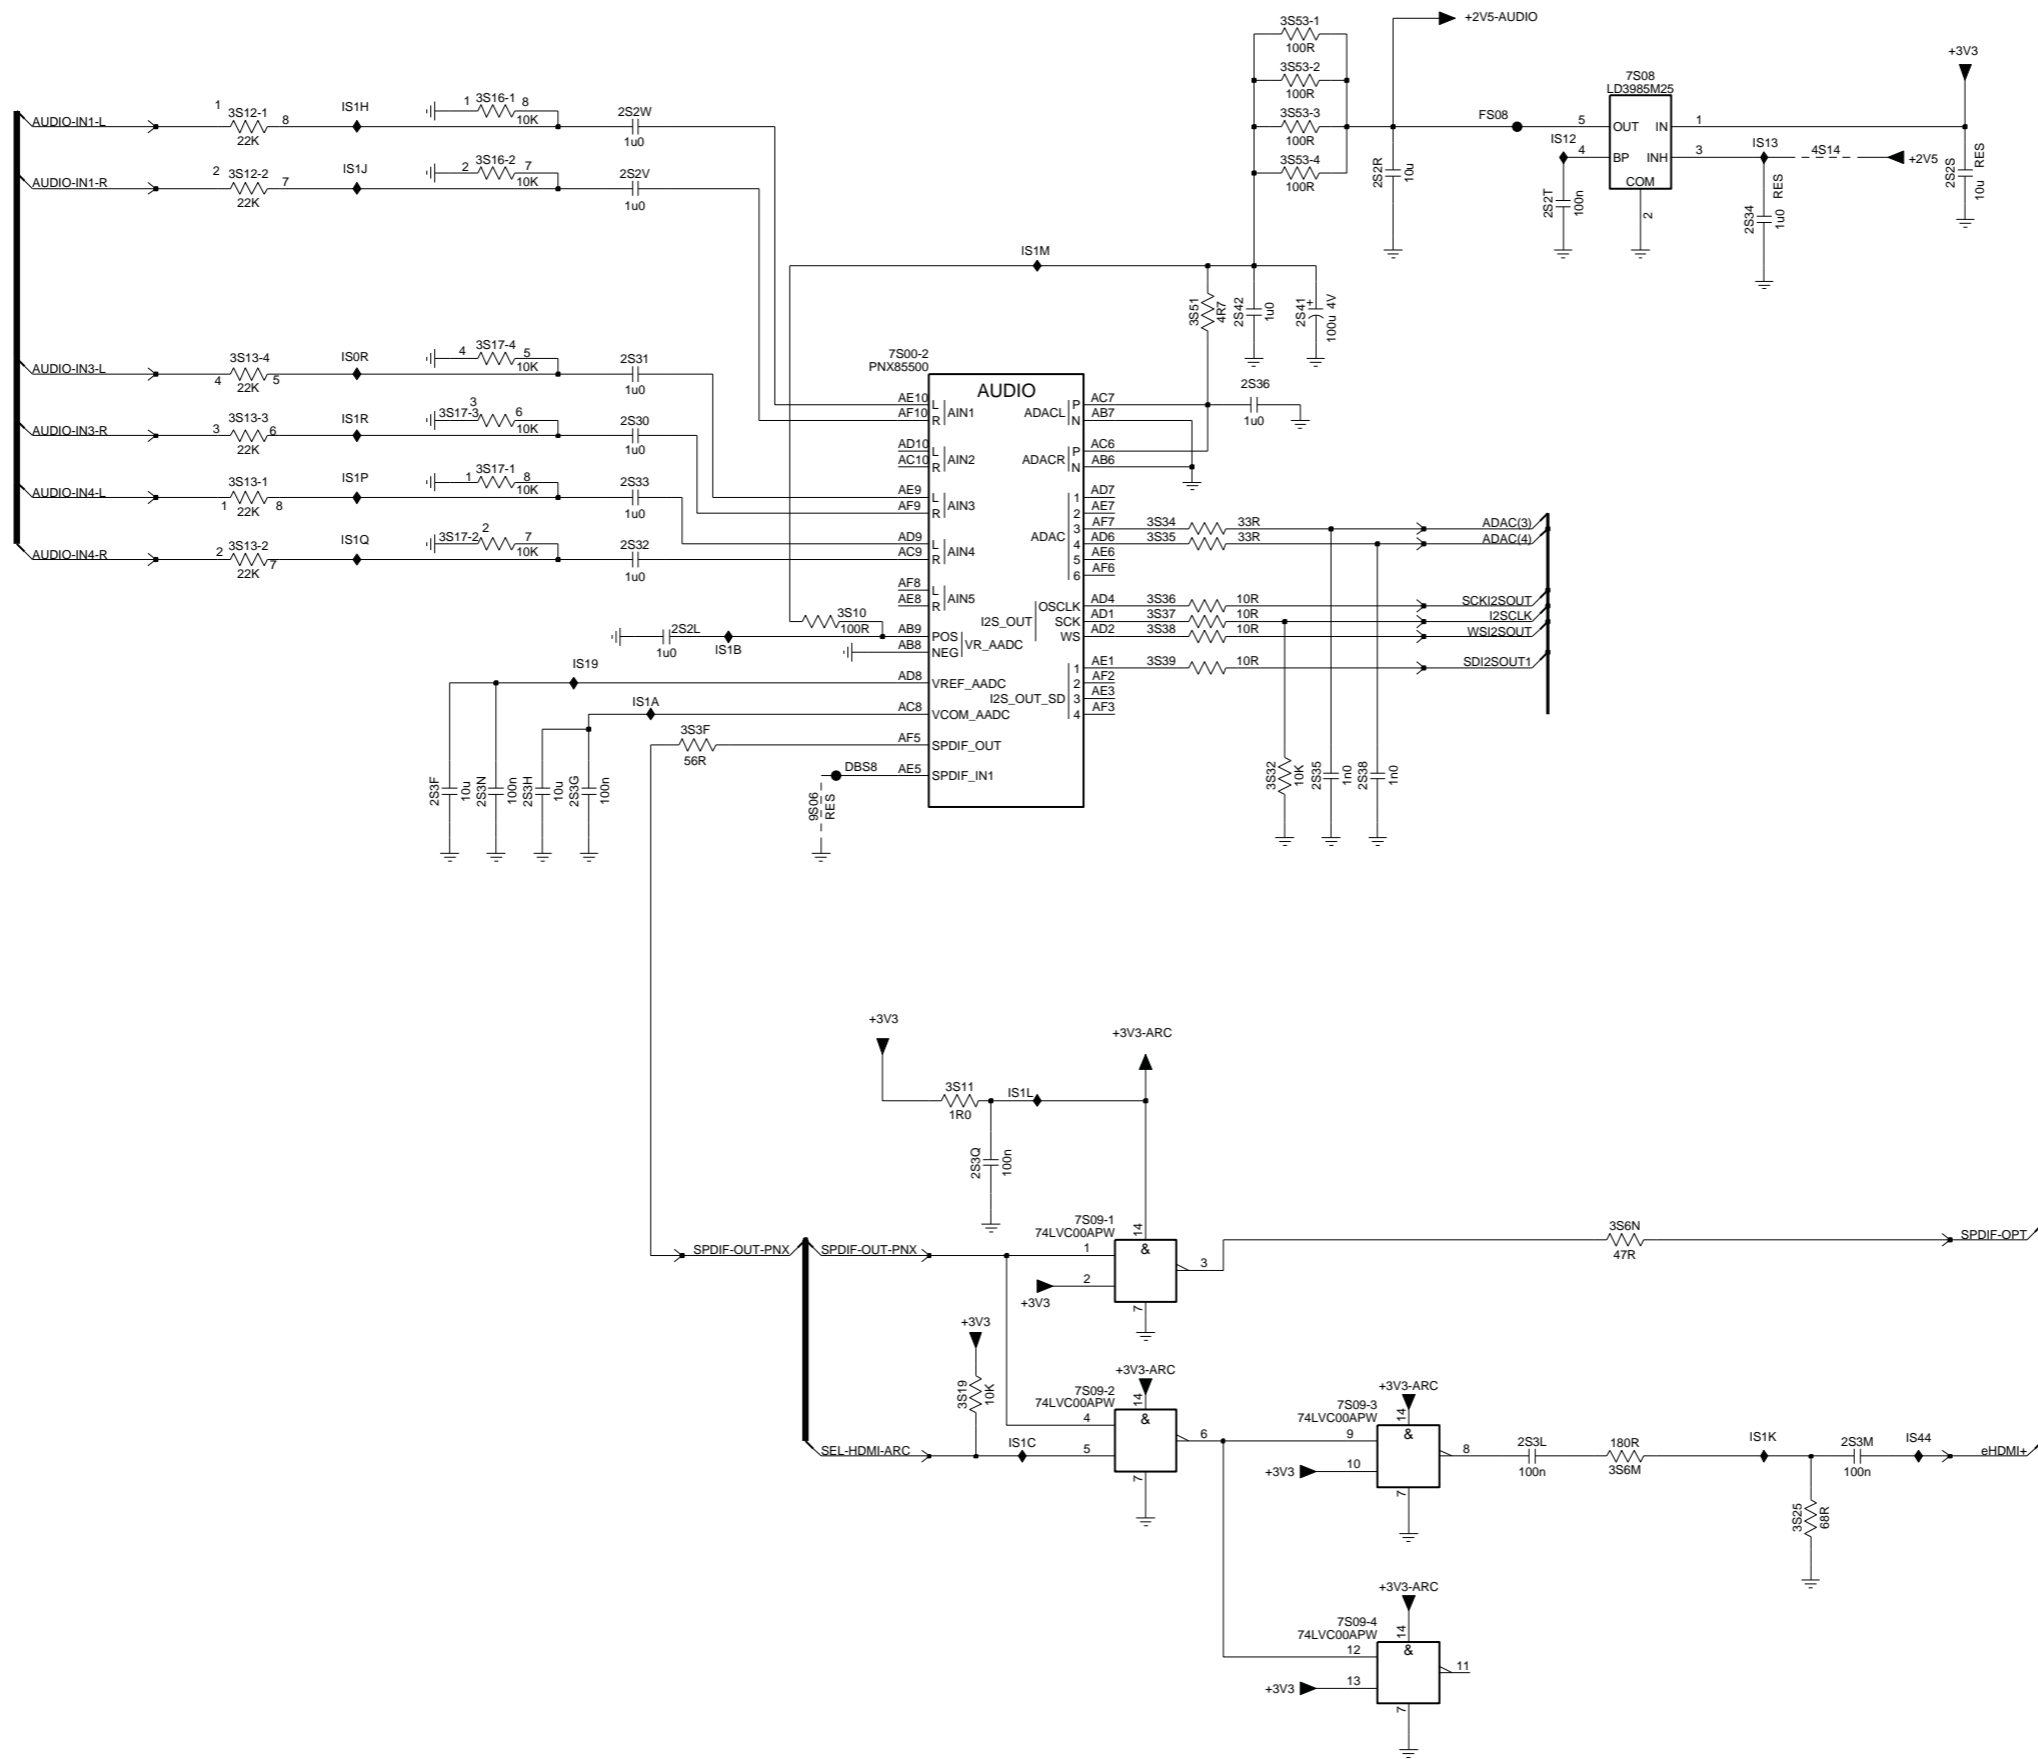 3S53-1
100R
3S53-2
100R
3S53-3
100R
3S53-4
100R
+2V5-AUDIO
+3V3
7S08
LD3985M25
FS08
5
OUT
IN
1
IS12
4
BP
INH
3
IS13
4S14
+2V5
COM
2
2S2R
10u
2S2T
100n
2S34
1u0
RES
2S2S
10u
RES
AUDIO-IN1-L
1
3S12-1
8
22K
IS1H
1
3S16-1
8
10K
2S2W
1u0
AUDIO-IN1-R
2
3S12-2
7
22K
IS1J
2
3S16-2
7
10K
2S2V
1u0
IS1M
3S51
4R7
2S42
1u0
2S41
+
100u
4V
AUDIO-IN3-L
3S13-4
4
5
22K
IS0R
4
3S17-4
5
10K
2S31
1u0
AUDIO-IN3-R
3S13-3
3
6
22K
IS1R
3
3S17-3
6
10K
2S30
1u0
AUDIO-IN4-L
3S13-1
1
8
22K
IS1P
1
3S17-1
8
10K
2S33
1u0
AUDIO-IN4-R
2
3S13-2
7
22K
IS1Q
2
3S17-2
7
10K
2S32
1u0
7S00-2
PNX85500
AUDIO
AE10
L
AF10
R
AIN1
AD10
L
AC10
R
AIN2
AE9
L
AF9
R
AIN3
AD9
L
AC9
R
AIN4
AF8
L
AE8
R
AIN5
AB9
POS
AB8
NEG
VR_AADC
AD8
VREF_AADC
AC8
VCOM_AADC
AF5
SPDIF_OUT
AE5
SPDIF_IN1
ADACL
P
AC7
N
AB7
ADACR
P
AC6
N
AB6
2S36
1u0
ADAC
1
AD7
2
AE7
3
AF7
4
AD6
5
AE6
6
AF6
I2S_OUT
OSCLK
AD4
SCK
AD1
WS
AD2
I2S_OUT_SD
1
AE1
2
AF2
3
AE3
4
AF3
3S34
33R
ADAC(3)
3S35
33R
ADAC(4)
3S36
10R
SCKI2SOUT
3S37
10R
I2SCLK
3S38
10R
WSI2SOUT
3S39
10R
SDI2SOUT1
3S32
10K
2S35
1n0
2S38
1n0
3S10
100R
2S2L
1u0
IS1B
IS19
IS1A
3S3F
56R
DBS8
9S06
RES
2S3F
10u
2S3N
100n
2S3H
10u
2S3G
100n
+3V3
+3V3-ARC
3S11
1R0
IS1L
2S3Q
100n
7S09-1
74LVC00APW
14
&
1
2
3
7
+3V3
3S6N
47R
SPDIF-OPT
SPDIF-OUT-PNX
SPDIF-OUT-PNX
+3V3
3S19
10K
SEL-HDMI-ARC
IS1C
+3V3-ARC
7S09-2
74LVC00APW
14
&
4
5
6
7
+3V3-ARC
7S09-3
74LVC00APW
14
&
9
10
8
7
+3V3
2S3L
100n
180R
3S6M
IS1K
2S3M
100n
IS44
eHDMI+
3S25
68R
+3V3-ARC
7S09-4
74LVC00APW
14
&
12
13
11
7
+3V3